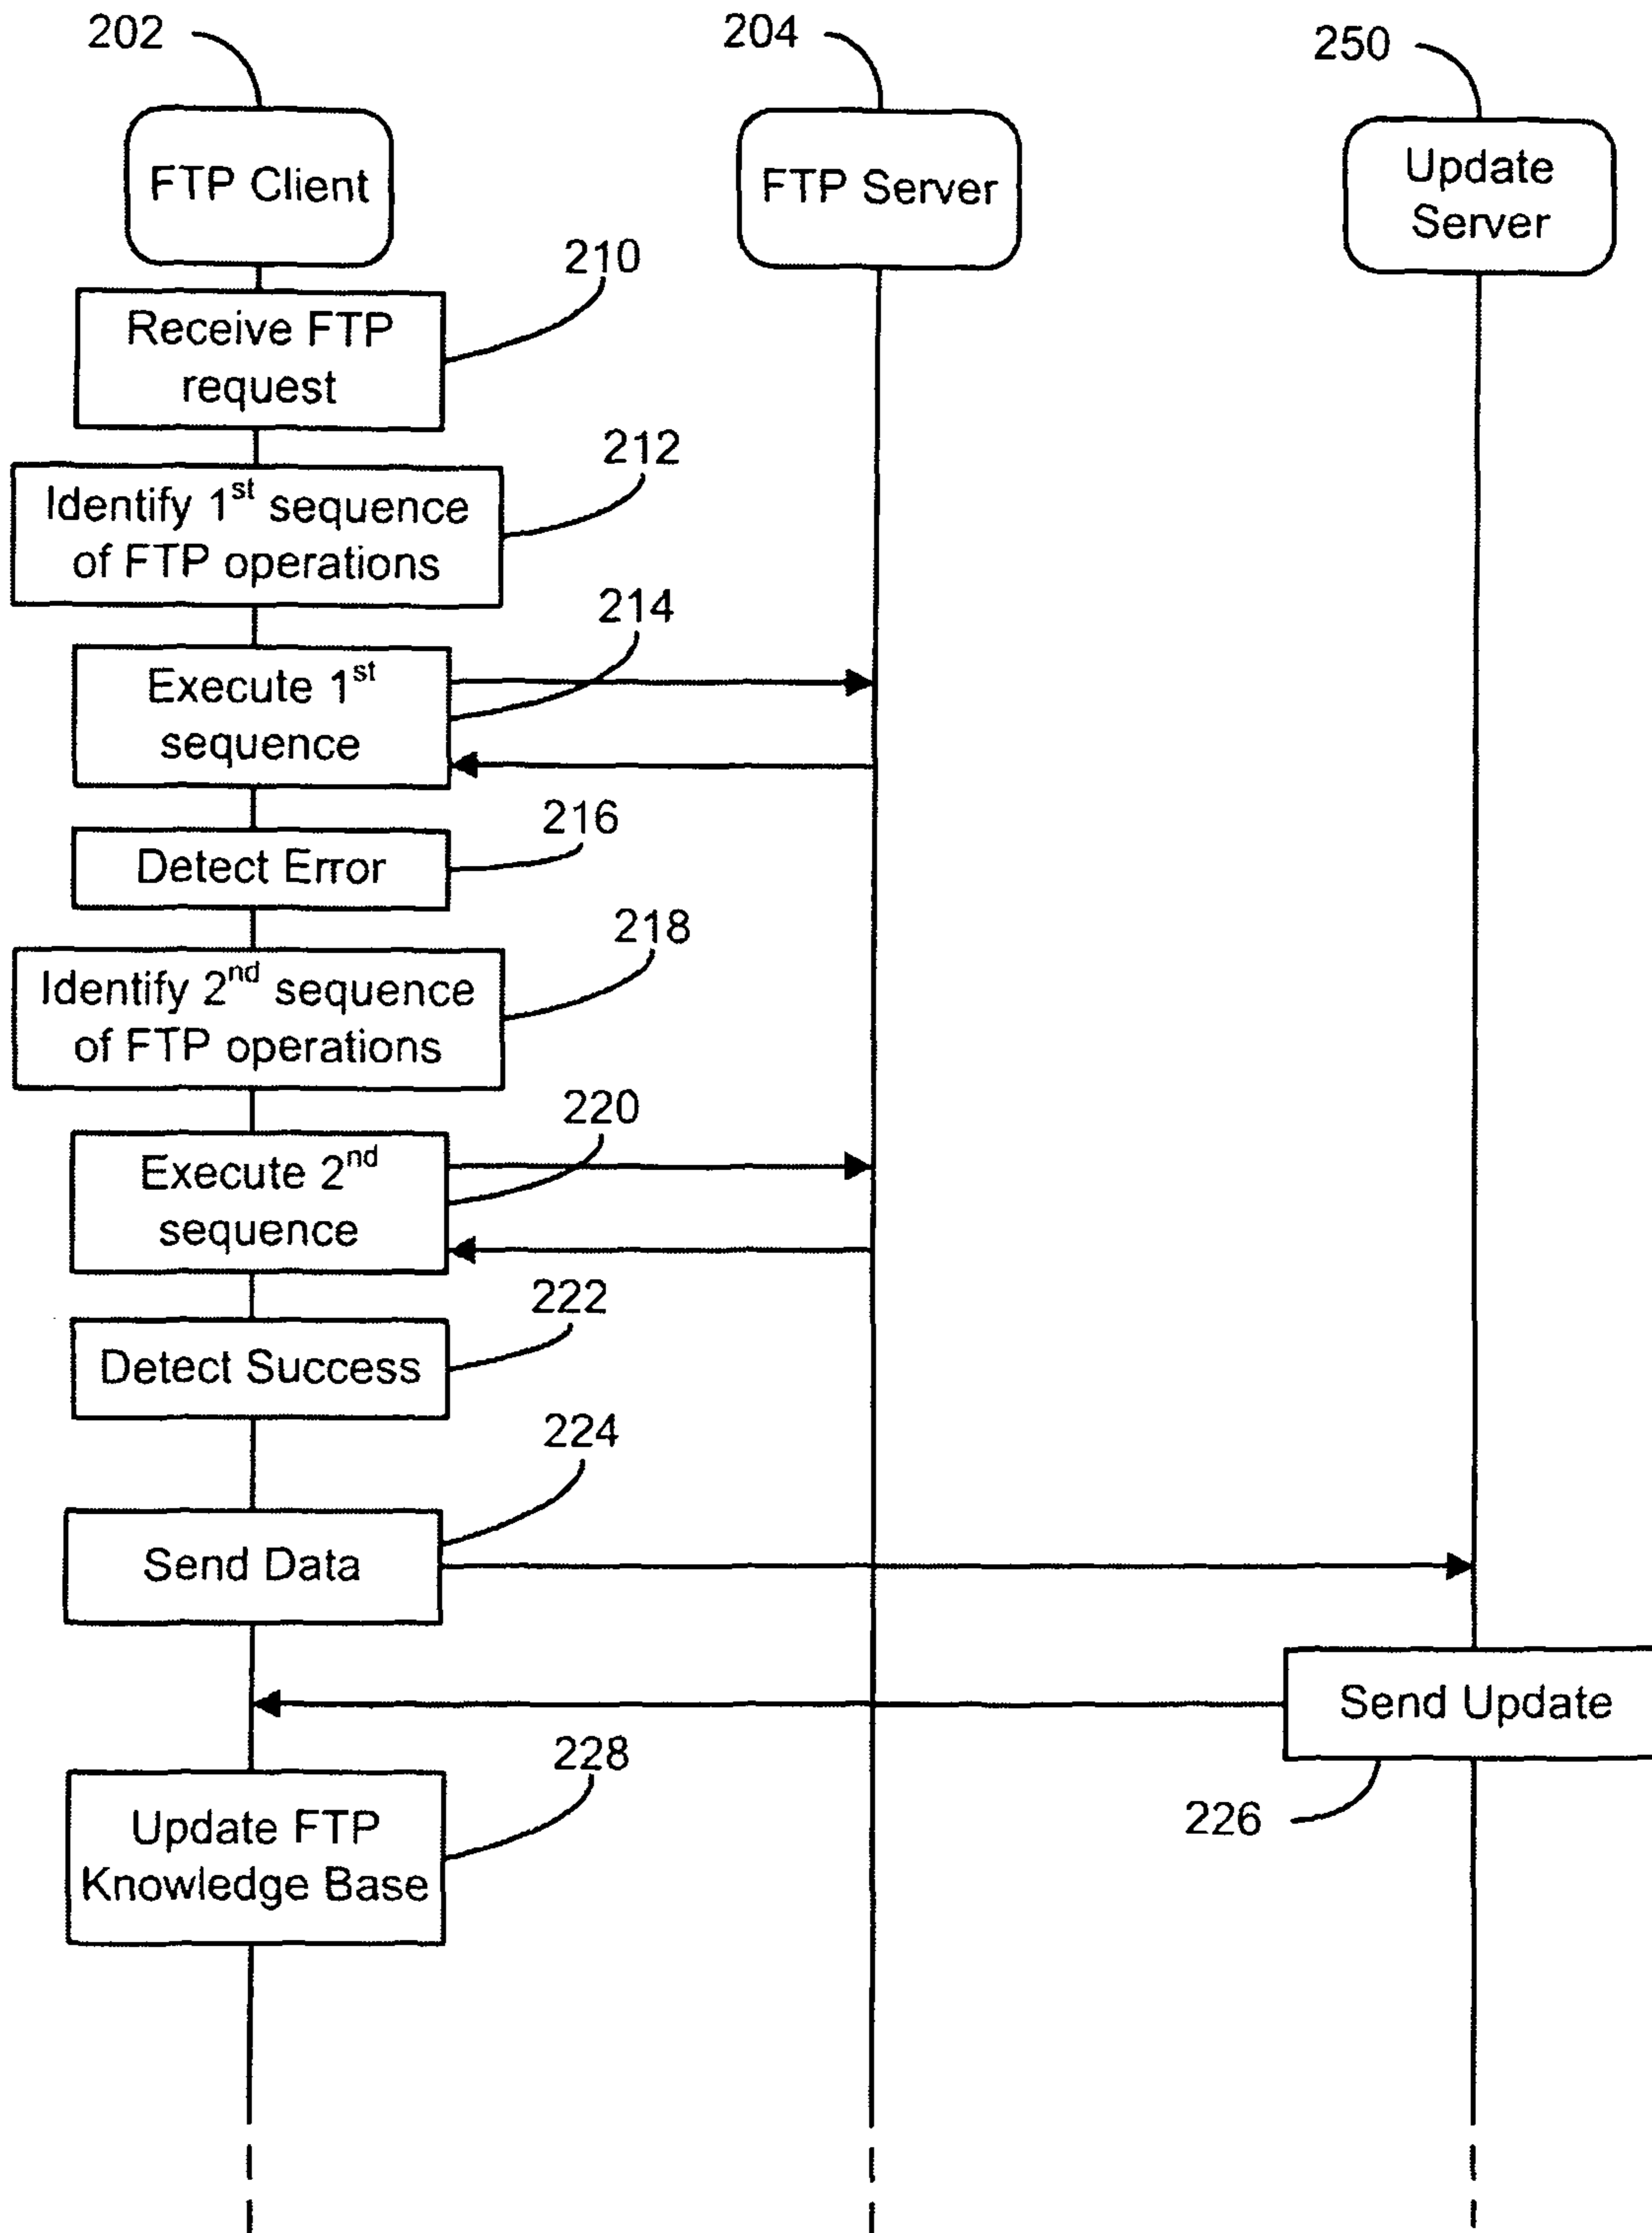 202
204
250
FTP Client
FTP Server
Update
Server
210
Receive FTP
request
212
Identify 1st sequence
of FTP operations
214
Execute 1st
sequence
216
Detect Error
218
Identify 2nd sequence
of FTP operations
220
Execute 2nd
sequence
222
Detect Success
224
Send Data
Send Update
226
228
Update FTP
Knowledge Base